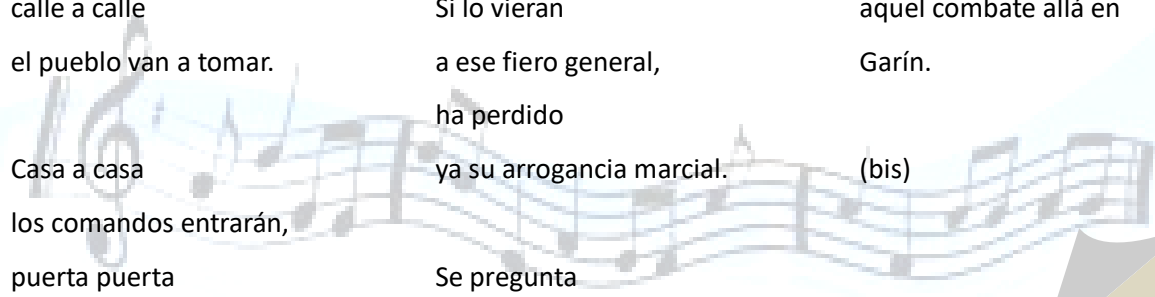 calle a calle
el pueblo van a tomar.
Casa a casa
los comandos entrarán,
puerta puerta
Si lo vieran
a ese fiero general,
ha perdido
ya su arrogancia marcial.
Se pregunta
aquel combate allá en
Garín.
(bis)